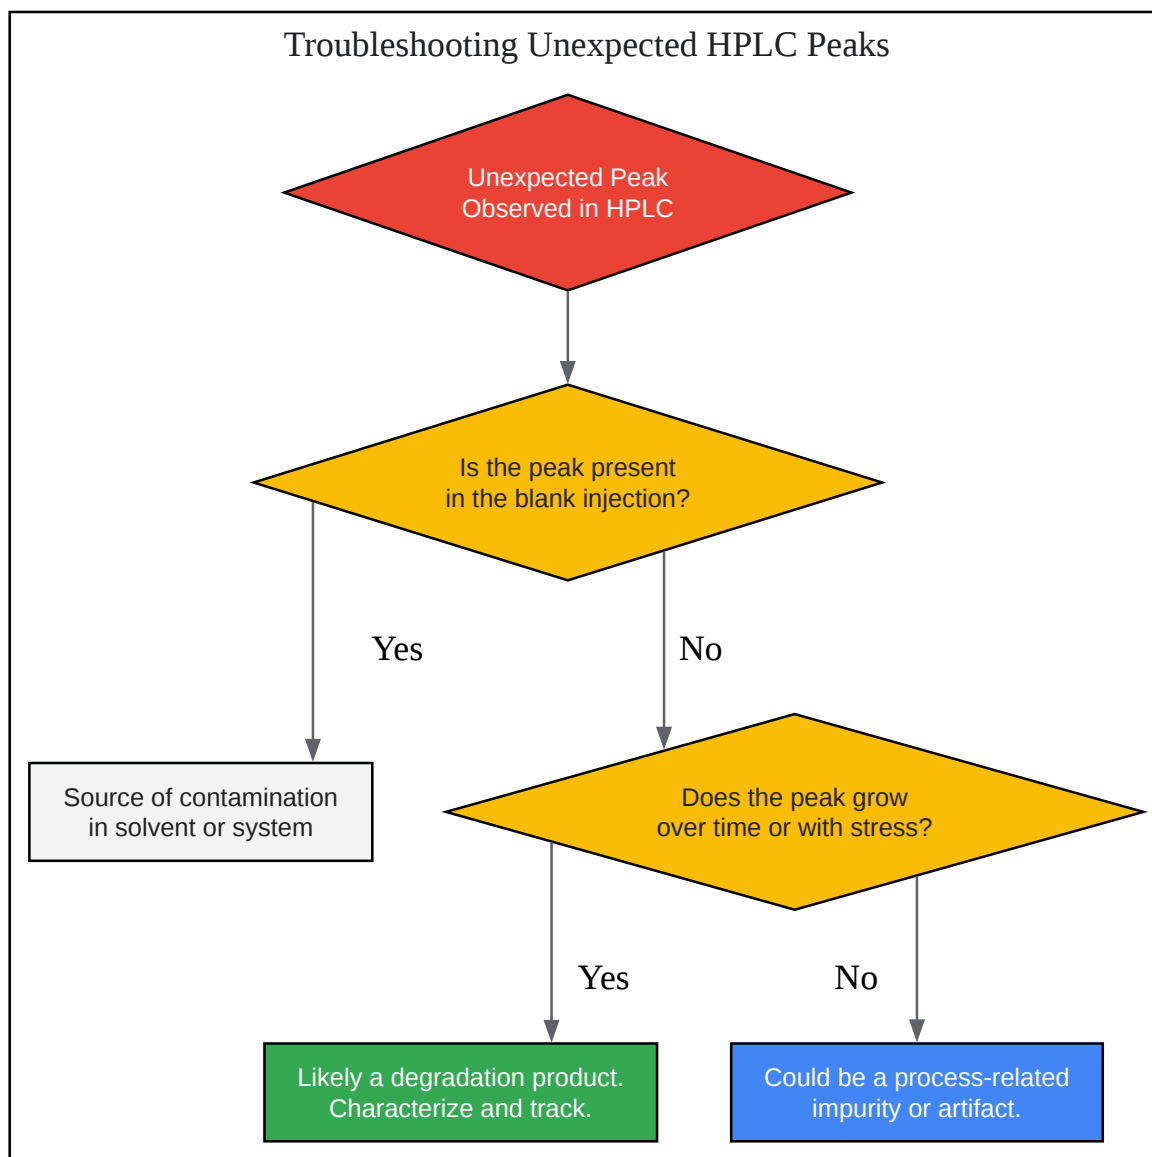 Troubleshooting Unexpected HPLC Peaks
Unexpected Peak
Observed in HPLC
Is the peak present
in the blank injection?
Yes
No
Source of contamination
in solvent or system
Does the peak grow
over time or with stress?
Yes
No
Likely a degradation product.
Characterize and track.
Could be a process-related
impurity or artifact.